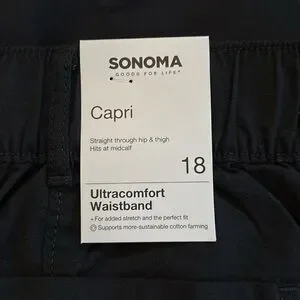 SONOMA
GOODS FOR LIFE®
Capri
Straight through hip & thigh
Hits at midcalf
18
Ultracomfort
Waistband
+ For added stretch and the perfect fit
Supports more-sustainable cotton farming